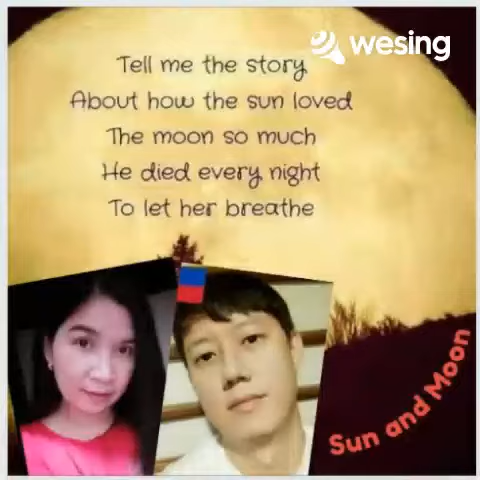 wesing
Tell me the story
About how the sun loved
The moon so much
He died every night
To let her breathe
Sun and Moon